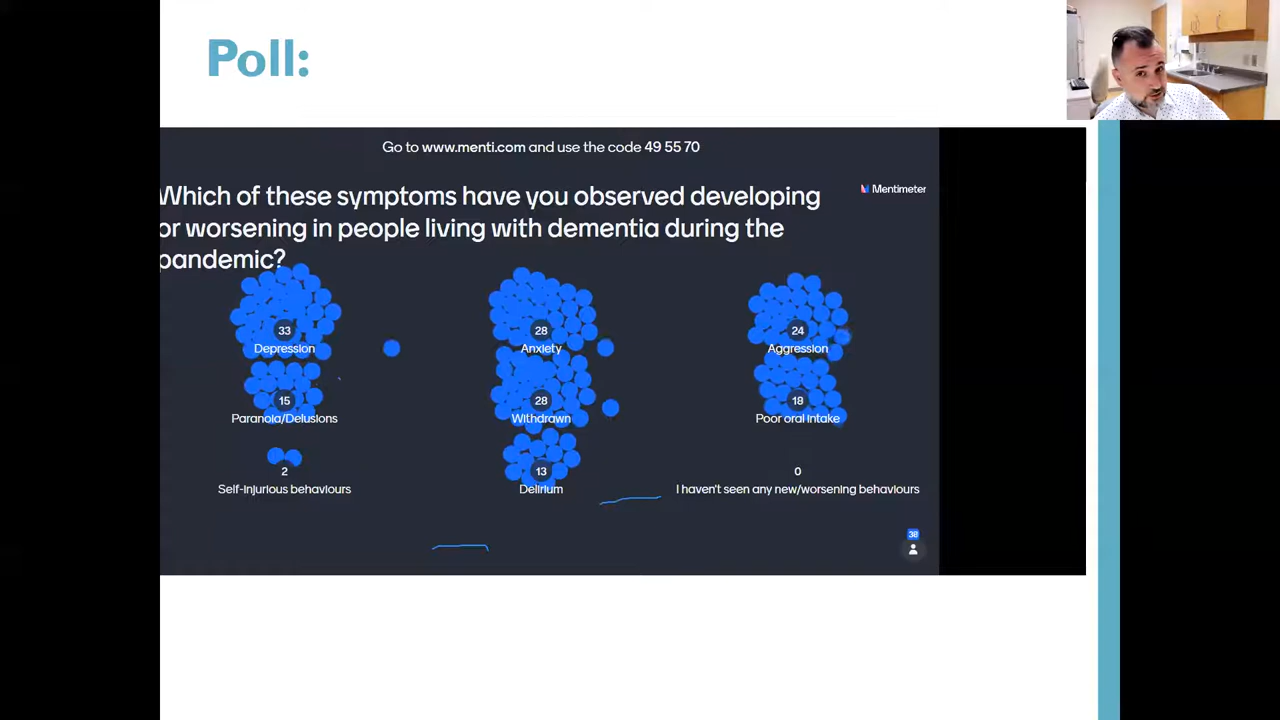 Poll:
Go to www.menti.com and use the code 49 55 70
Mentimeter
Which of these symptoms have you observed developing
or worsening in people living with dementia during the
pandemic?
33
Depression
28
Anxiety
24
Aggression
15
Paranoia/Delusions
28
Withdrawn
18
Poor oral intake
2
Self-injurious behaviours
13
Delirium
0
I haven't seen any new/worsening behaviours
38